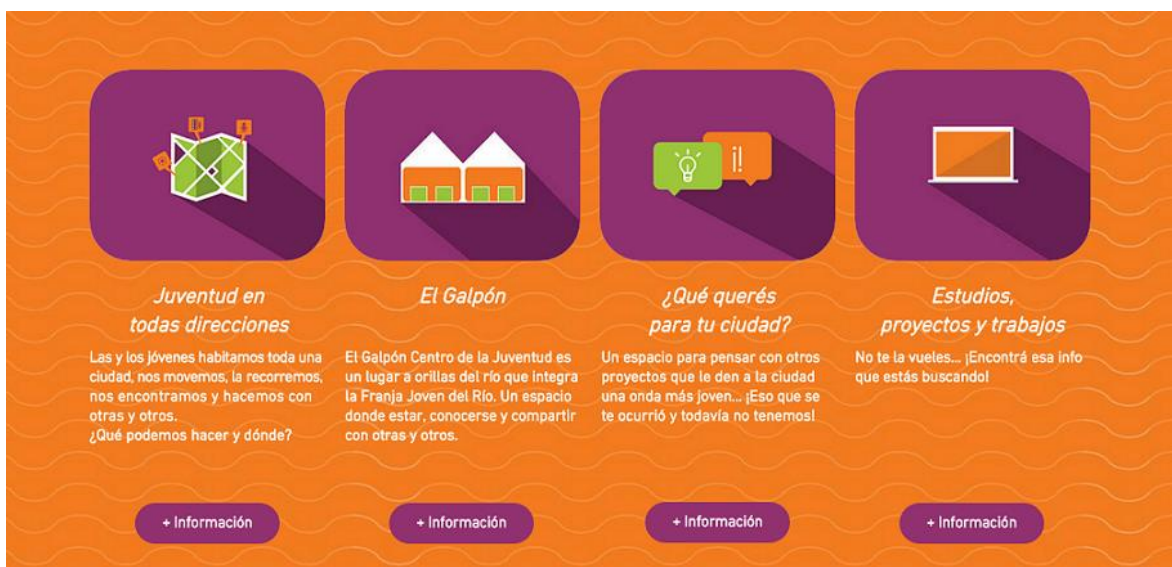 Juventud en
todas direcciones
Las y los jóvenes habitamos toda una
ciudad, nos movemos, la recorremos,
nos encontramos y hacemos con
otras y otros.
¿Qué podemos hacer y dónde?
+ Información
El Galpón
El Galpón Centro de la Juventud es
un lugar a orillas del río que integra
la Franja Joven del Río. Un espacio
donde estar, conocerse y compartir
con otras y otros.
+ Información
¡!
¿Qué querés
para tu ciudad?
Un espacio para pensar con otros
proyectos que le den a la ciudad
una onda más joven... ¡Eso que se
te ocurrió y todavía no tenemos!
+ Información
Estudios,
proyectos y trabajos
No te la vueles... ¡Encontrá esa info
que estás buscando!
+ Información